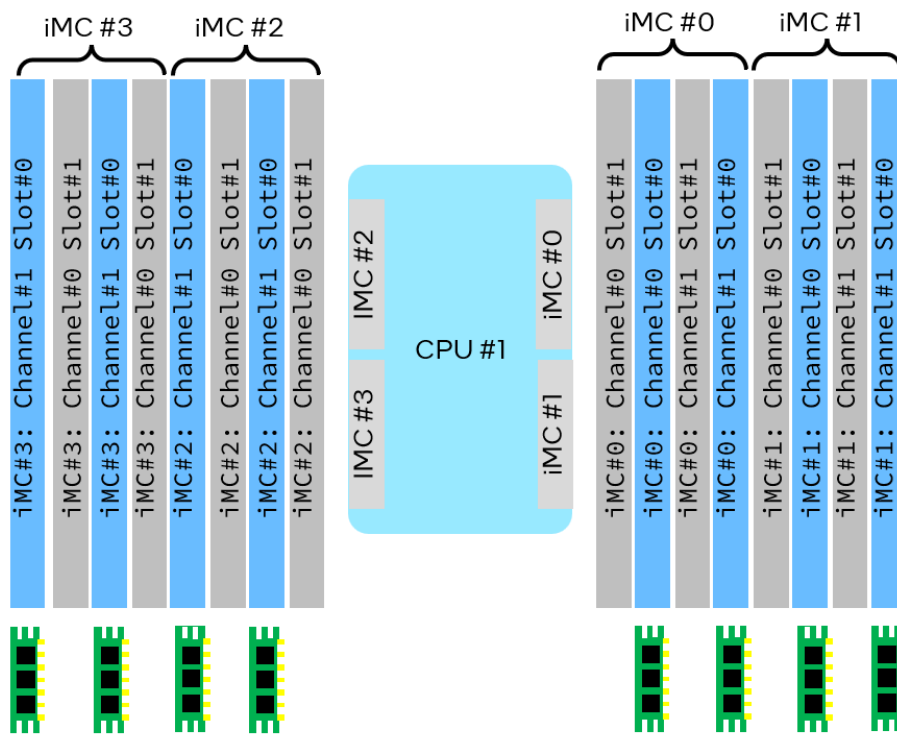 iMC #3
iMC #2
iMC #0
iMC #1
iMC#3: Channel#1 Slot#0
iMC#3: Channel#0 Slot#1
iMC#3: Channel#1 Slot#0
iMC#3: Channel#0 Slot#1
iMC#2: Channel#1 Slot#0
iMC#2: Channel#0 Slot#1
iMC#2: Channel#1 Slot#0
iMC#2: Channel#0 Slot#1
IMC #2
IMC #3
CPU #1
iMC #0
iMC #1
iMC#0: Channel#0 Slot#1
iMC#0: Channel#0 Slot#0
iMC#0: Channel#1 Slot#1
iMC#0: Channel#1 Slot#0
iMC#1: Channel#0 Slot#1
iMC#1: Channel#0 Slot#0
iMC#1: Channel#1 Slot#1
iMC#1: Channel#1 Slot#0